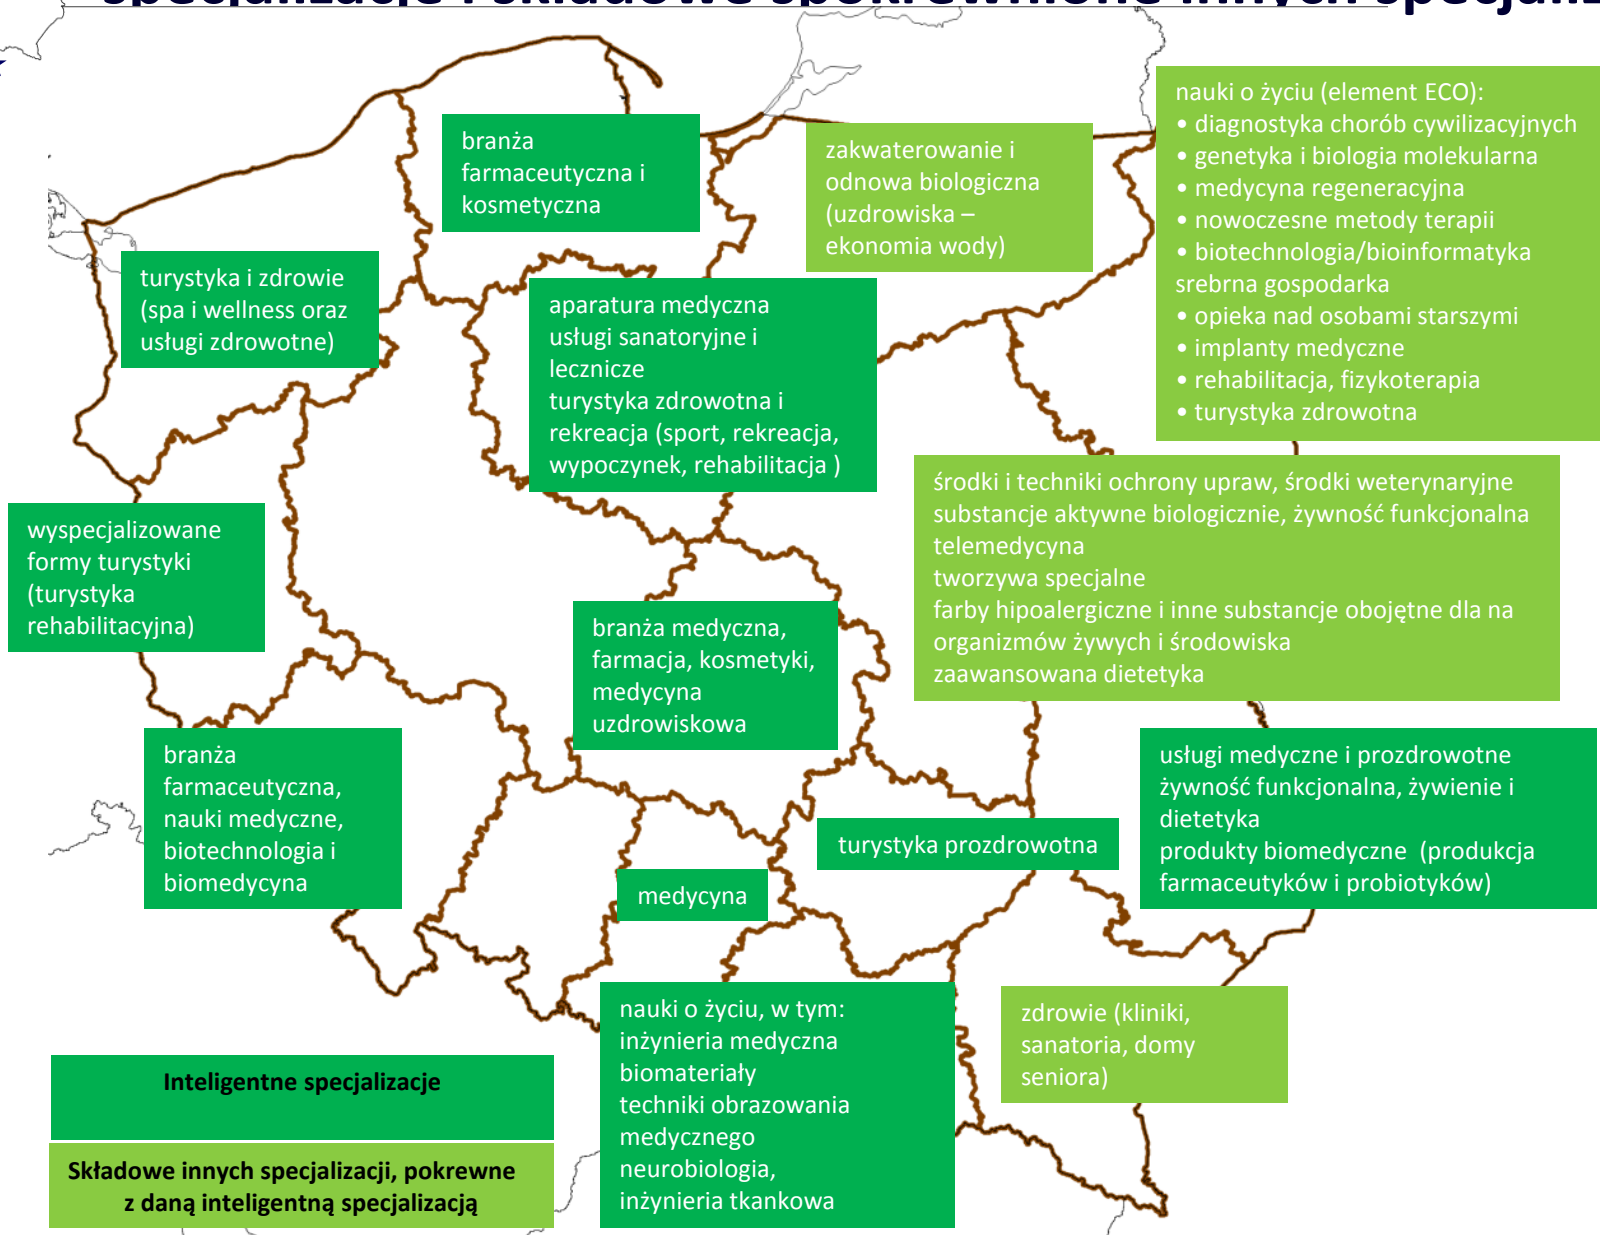 specjalizacje i składowe spokrewnione innych specjaliz
branża
farmaceutyczna i
kosmetyczna
zakwaterowanie i
odnowa biologiczna
(uzdrowiska –
ekonomia wody)
nauki o życiu (element ECO):
• diagnostyka chorób cywilizacyjnych
• genetyka i biologia molekularna
• medycyna regeneracyjna
• nowoczesne metody terapii
• biotechnologia/bioinformatyka
srebrna gospodarka
• opieka nad osobami starszymi
• implanty medyczne
• rehabilitacja, fizykoterapia
• turystyka zdrowotna
turystyka i zdrowie
(spa i wellness oraz
usługi zdrowotne)
aparatura medyczna
usługi sanatoryjne i
lecznicze
turystyka zdrowotna i
rekreacja (sport, rekreacja,
wypoczynek, rehabilitacja )
środki i techniki ochrony upraw, środki weterynaryjne
substancje aktywne biologicznie, żywność funkcjonalna
telemedycyna
tworzywa specjalne
farby hipoalergiczne i inne substancje obojętne dla na
organizmów żywych i środowiska
zaawansowana dietetyka
wyspecjalizowane
formy turystyki
(turystyka
rehabilitacyjna)
branża medyczna,
farmacja, kosmetyki,
medycyna
uzdrowiskowa
branża
farmaceutyczna,
nauki medyczne,
biotechnologia i
biomedycyna
usługi medyczne i prozdrowotne
żywność funkcjonalna, żywienie i
dietetyka
produkty biomedyczne (produkcja
farmaceutyków i probiotyków)
turystyka prozdrowotna
medycyna
nauki o życiu, w tym:
inżynieria medyczna
biomateriały
techniki obrazowania
medycznego
neurobiologia,
inżynieria tkankowa
zdrowie (kliniki,
sanatoria, domy
seniora)
Inteligentne specjalizacje
Składowe innych specjalizacji, pokrewne
z daną inteligentną specjalizacją